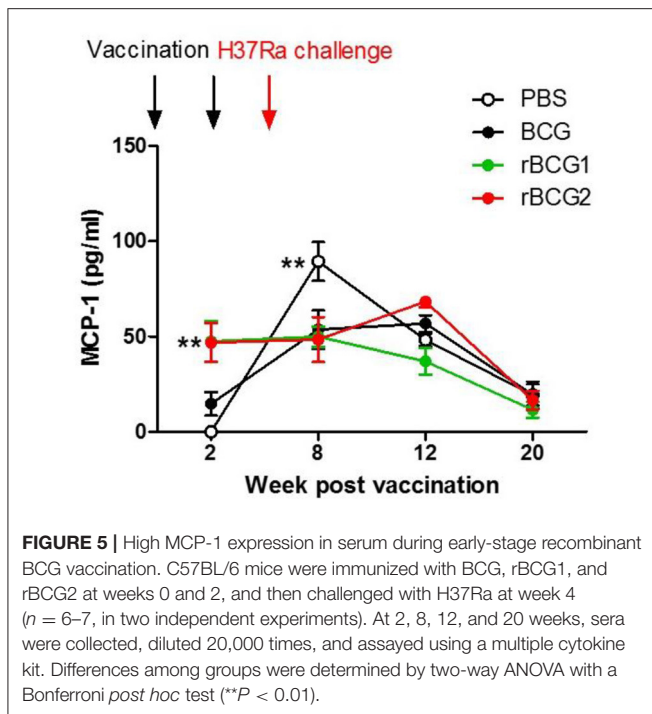 Vaccination H37Ra challenge
PBS
BCG
rBCG1
rBCG2
MCP-1 (pg/ml)
150
100
50
0
**
**
2 8 12 20
Week post vaccination
FIGURE 5 | High MCP-1 expression in serum during early-stage recombinant
BCG vaccination. C57BL/6 mice were immunized with BCG, rBCG1, and
rBCG2 at weeks 0 and 2, and then challenged with H37Ra at week 4
(n = 6–7, in two independent experiments). At 2, 8, 12, and 20 weeks, sera
were collected, diluted 20,000 times, and assayed using a multiple cytokine
kit. Differences among groups were determined by two-way ANOVA with a
Bonferroni post hoc test (**P < 0.01).